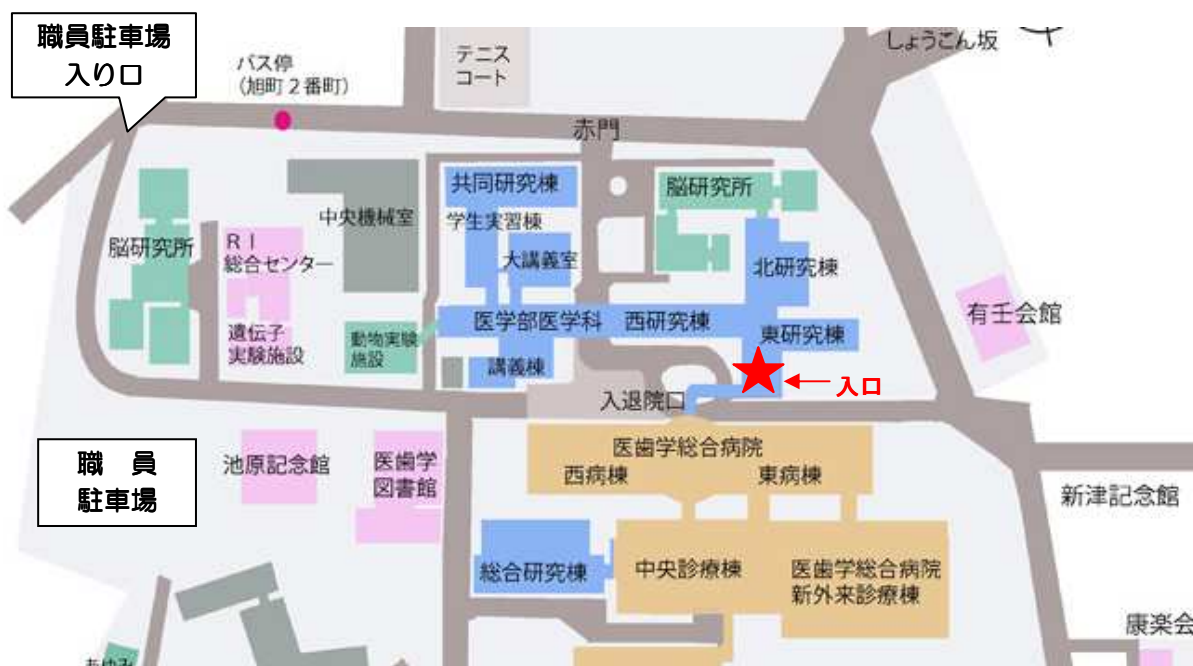 職員駐車場
入り口
バス停
（旭町２番町）
テニス
コート
しょうこん坂
赤門
共同研究棟
脳研究所
学生実習棟
中央機械室
脳研究所
ＲＩ
総合センター
大講義室
北研究棟
有壬会館
医学部医学科
西研究棟
東研究棟
遺伝子
実験施設
動物実験
施設
講義棟
入口
入退院口
医歯学総合病院
西病棟
東病棟
職　員
駐車場
池原記念館
医歯学
図書館
新津記念館
総合研究棟
中央診療棟
医歯学総合病院
新外来診療棟
康楽会